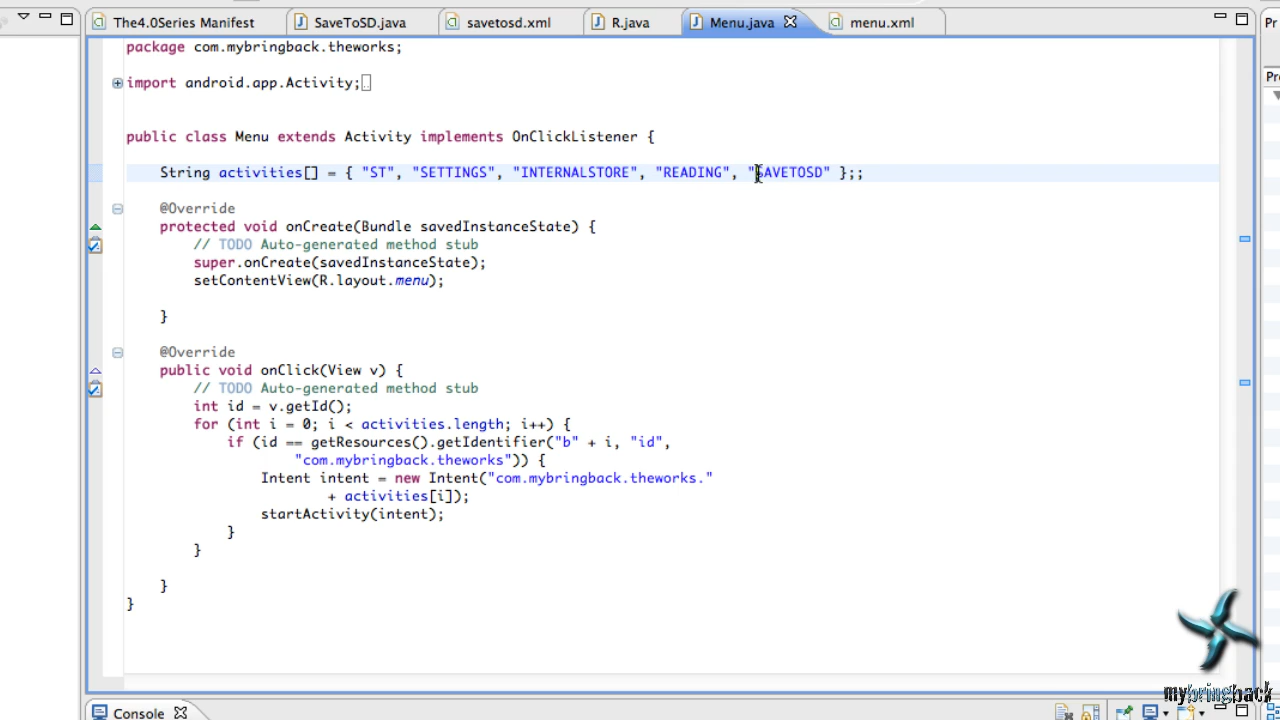 The4.0Series Manifest
SaveToSD.java
savetosd.xml
R.java
Menu.java
menu.xml
Pr
package com.mybringback.theworks;
Pr
import android.app.Activity;
public class Menu extends Activity implements OnClickListener {
String activities[] = { "ST", "SETTINGS", "INTERNALSTORE", "READING", "SAVETOSD" };;
@Override
protected void onCreate(Bundle savedInstanceState) {
// TODO Auto-generated method stub
super.onCreate(savedInstanceState);
setContentView(R.layout.menu);
}
@Override
public void onClick(View v) {
// TODO Auto-generated method stub
int id = v.getId();
for (int i = 0; i < activities.length; i++) {
if (id == getResources().getIdentifier("b" + i, "id",
"com.mybringback.theworks")) {
Intent intent = new Intent("com.mybringback.theworks."
+ activities[i]);
startActivity(intent);
}
}
}
}
mybringback
Console